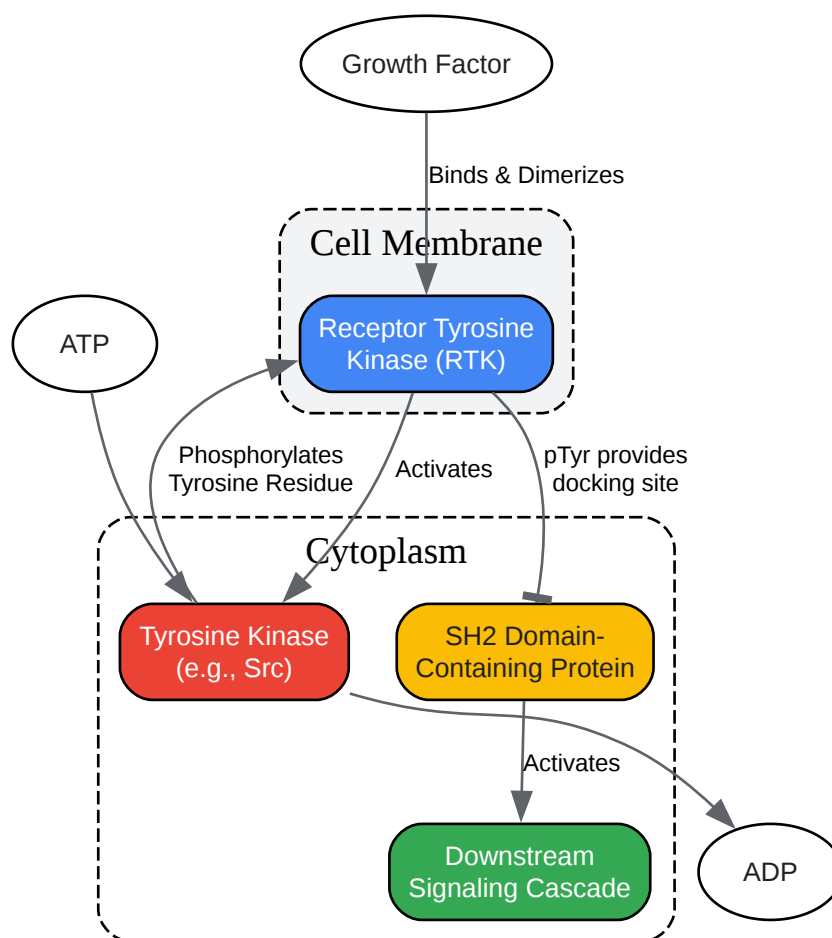 Growth Factor
Binds & Dimerizes
Cell Membrane
Receptor Tyrosine
Kinase (RTK)
ATP
Phosphorylates
Tyrosine Residue
Activates
pTyr provides
docking site
Cytoplasm
Tyrosine Kinase
(e.g., Src)
SH2 Domain-
Containing Protein
Activates
Downstream
Signaling Cascade
ADP